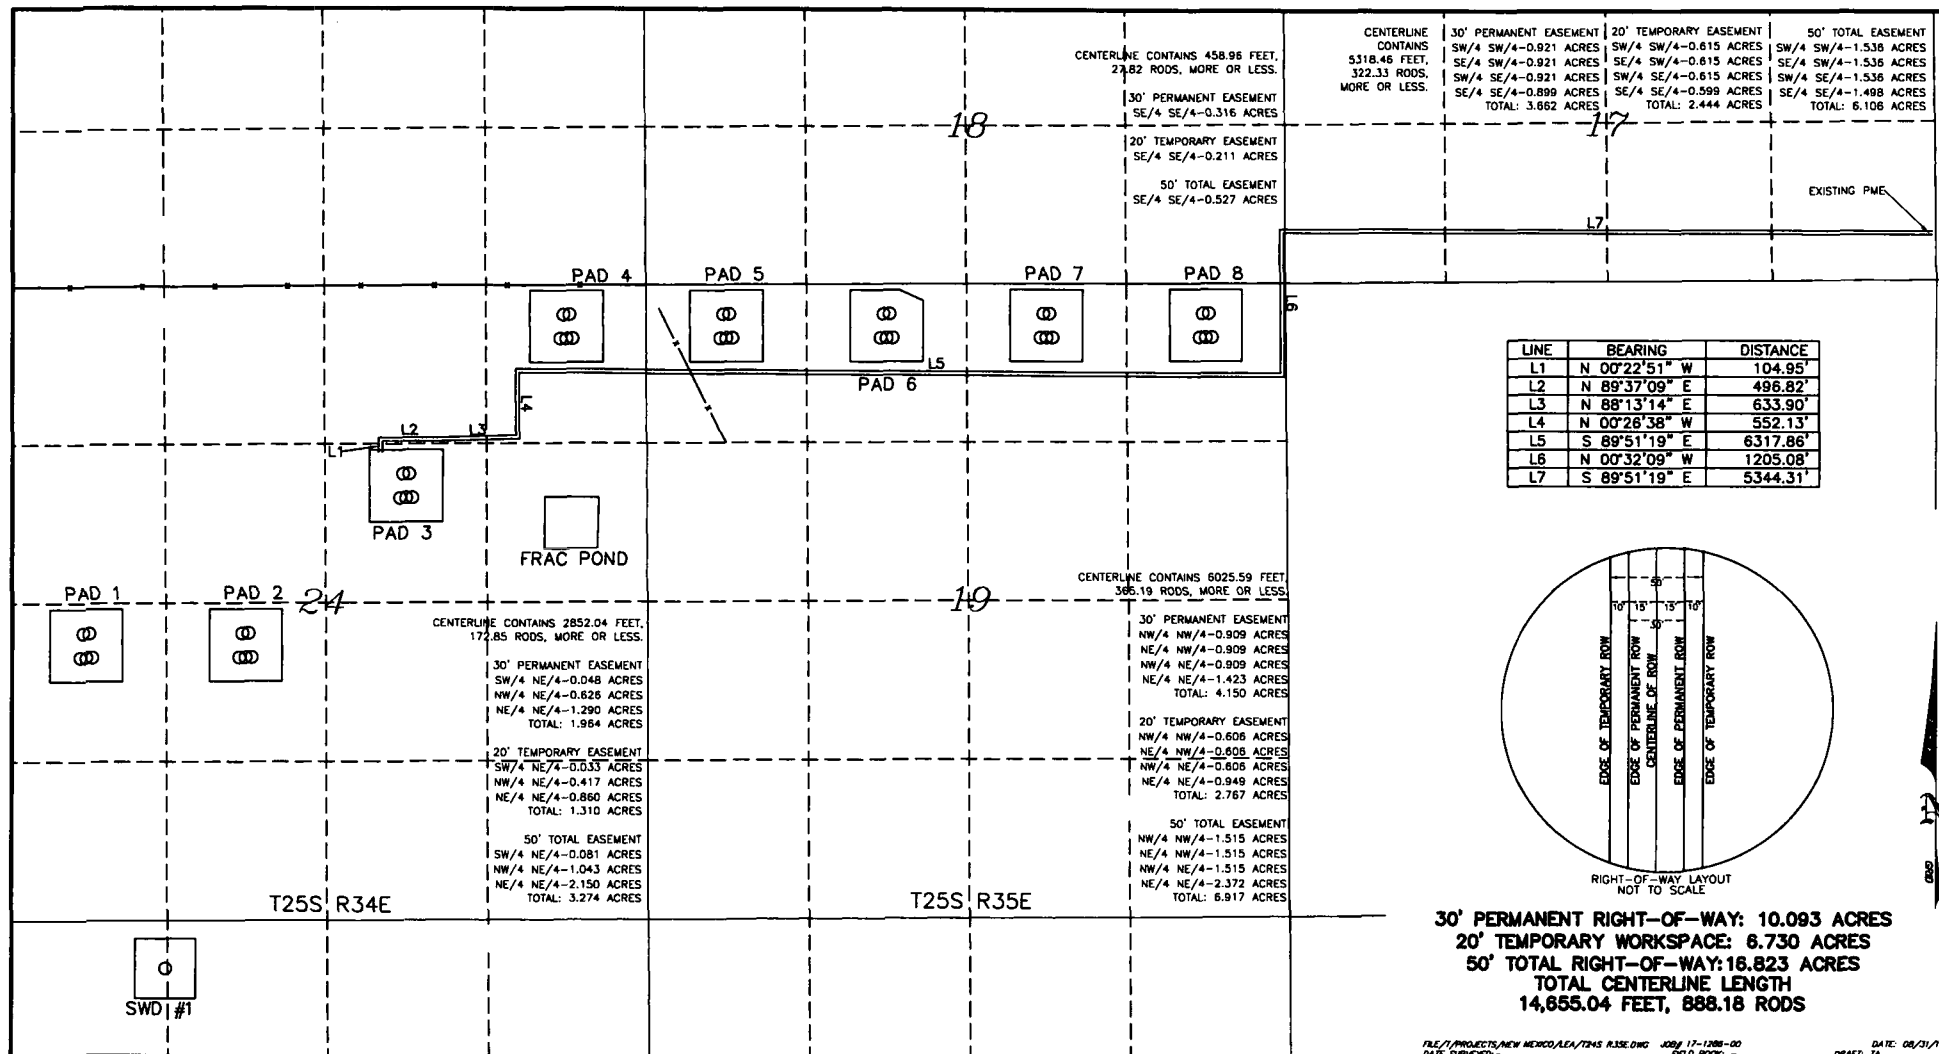 CENTERLINE CONTAINS 458.96 FEET,
27.82 RODS, MORE OR LESS.
30' PERMANENT EASEMENT
SE/4 SE/4-0.316 ACRES
20' TEMPORARY EASEMENT
SE/4 SE/4-0.211 ACRES
50' TOTAL EASEMENT
SE/4 SE/4-0.527 ACRES
CENTERLINE
CONTAINS
5318.46 FEET,
322.33 RODS,
MORE OR LESS.
30' PERMANENT EASEMENT
SW/4 SW/4-0.921 ACRES
SE/4 SW/4-0.921 ACRES
SW/4 SE/4-0.921 ACRES
SE/4 SE/4-0.899 ACRES
TOTAL: 3.662 ACRES
20' TEMPORARY EASEMENT
SW/4 SW/4-0.615 ACRES
SE/4 SW/4-0.615 ACRES
SW/4 SE/4-0.615 ACRES
SE/4 SE/4-0.599 ACRES
TOTAL: 2.444 ACRES
50' TOTAL EASEMENT
SW/4 SW/4-1.536 ACRES
SE/4 SW/4-1.536 ACRES
SW/4 SE/4-1.536 ACRES
SE/4 SE/4-1.498 ACRES
TOTAL: 6.106 ACRES
18
17
EXISTING PME
L7
PAD 4
PAD 5
PAD 7
PAD 8
L6
L5
PAD 6
L4
L2
L3
L1
PAD 3
FRAC POND
LINE BEARING DISTANCE
L1 N 00°22'51" W 104.95'
L2 N 89°37'09" E 496.82'
L3 N 88°13'14" E 633.90'
L4 N 00°26'38" W 552.13'
L5 S 89°51'19" E 6317.86'
L6 N 00°32'09" W 1205.08'
L7 S 89°51'19" E 5344.31'
PAD 1
PAD 2
24
19
CENTERLINE CONTAINS 2852.04 FEET,
172.85 RODS, MORE OR LESS.
30' PERMANENT EASEMENT
SW/4 NE/4-0.048 ACRES
NW/4 NE/4-0.626 ACRES
NE/4 NE/4-1.290 ACRES
TOTAL: 1.964 ACRES
20' TEMPORARY EASEMENT
SW/4 NE/4-0.033 ACRES
NW/4 NE/4-0.417 ACRES
NE/4 NE/4-0.860 ACRES
TOTAL: 1.310 ACRES
50' TOTAL EASEMENT
SW/4 NE/4-0.081 ACRES
NW/4 NE/4-1.043 ACRES
NE/4 NE/4-2.150 ACRES
TOTAL: 3.274 ACRES
CENTERLINE CONTAINS 6025.59 FEET,
365.19 RODS, MORE OR LESS
30' PERMANENT EASEMENT
NW/4 NW/4-0.909 ACRES
NE/4 NW/4-0.909 ACRES
NW/4 NE/4-0.909 ACRES
NE/4 NE/4-1.423 ACRES
TOTAL: 4.150 ACRES
20' TEMPORARY EASEMENT
NW/4 NW/4-0.606 ACRES
NE/4 NW/4-0.606 ACRES
NW/4 NE/4-0.606 ACRES
NE/4 NE/4-0.949 ACRES
TOTAL: 2.767 ACRES
50' TOTAL EASEMENT
NW/4 NW/4-1.515 ACRES
NE/4 NW/4-1.515 ACRES
NW/4 NE/4-1.515 ACRES
NE/4 NE/4-2.372 ACRES
TOTAL: 6.917 ACRES
50'
10' 15' 15' 10'
30'
EDGE OF TEMPORARY ROW
EDGE OF PERMANENT ROW
CENTERLINE OF ROW
EDGE OF PERMANENT ROW
EDGE OF TEMPORARY ROW
RIGHT-OF-WAY LAYOUT
NOT TO SCALE
T25S R34E
T25S R35E
SWD #1
30' PERMANENT RIGHT-OF-WAY: 10.093 ACRES
20' TEMPORARY WORKSPACE: 6.730 ACRES
50' TOTAL RIGHT-OF-WAY:16.823 ACRES
TOTAL CENTERLINE LENGTH
14,655.04 FEET, 888.18 RODS
GRID